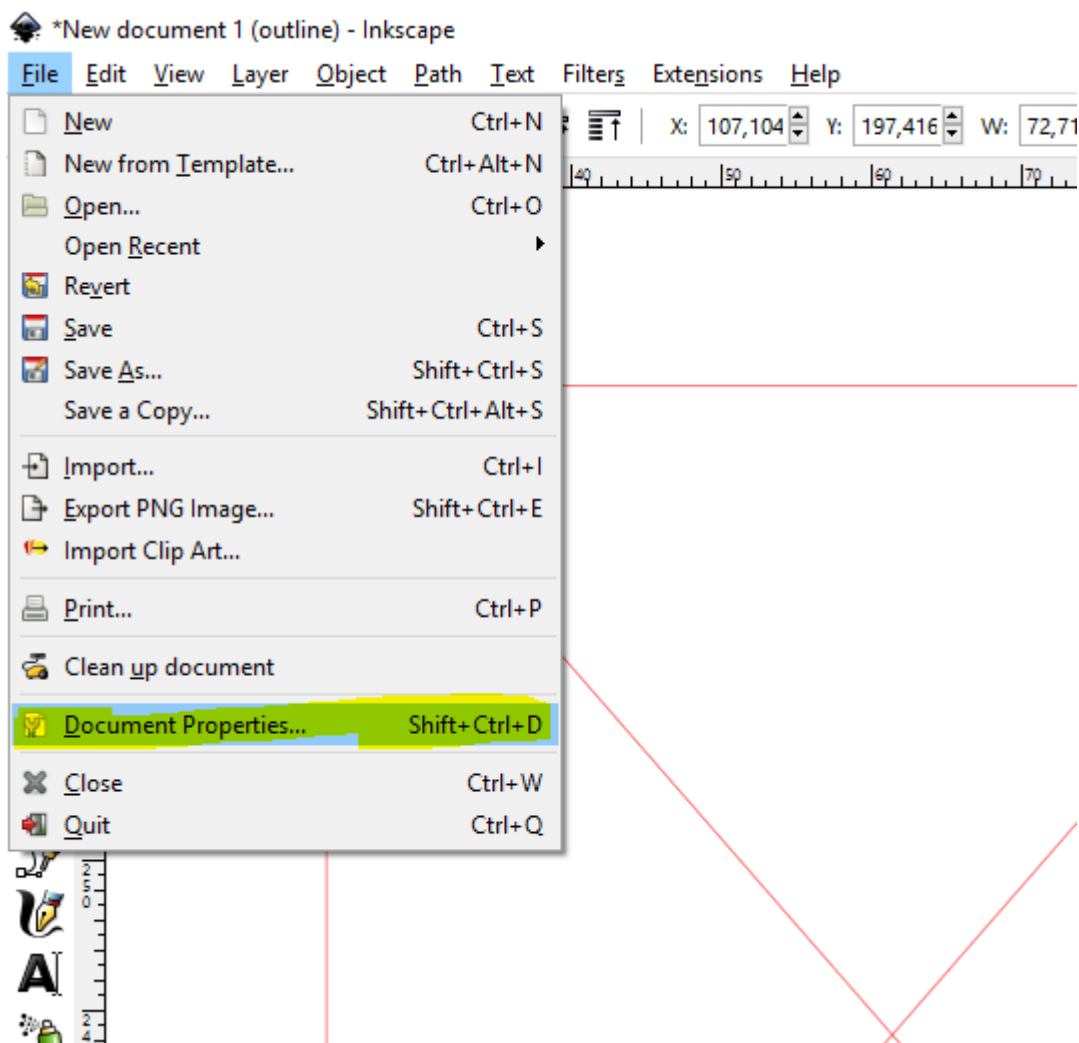 *New document 1 (outline) - Inkscape
File Edit View Layer Object Path Text Filters Extensions Help
New Ctrl+N
X: 107,104 Y: 197,416 W: 72,71
New from Template... Ctrl+Alt+N
40 50 60 70
Open... Ctrl+O
Open Recent
Revert
Save Ctrl+S
Save As... Shift+Ctrl+S
Save a Copy... Shift+Ctrl+Alt+S
Import... Ctrl+I
Export PNG Image... Shift+Ctrl+E
Import Clip Art...
Print... Ctrl+P
Clean up document
Document Properties... Shift+Ctrl+D
Close Ctrl+W
Quit Ctrl+Q
250
24